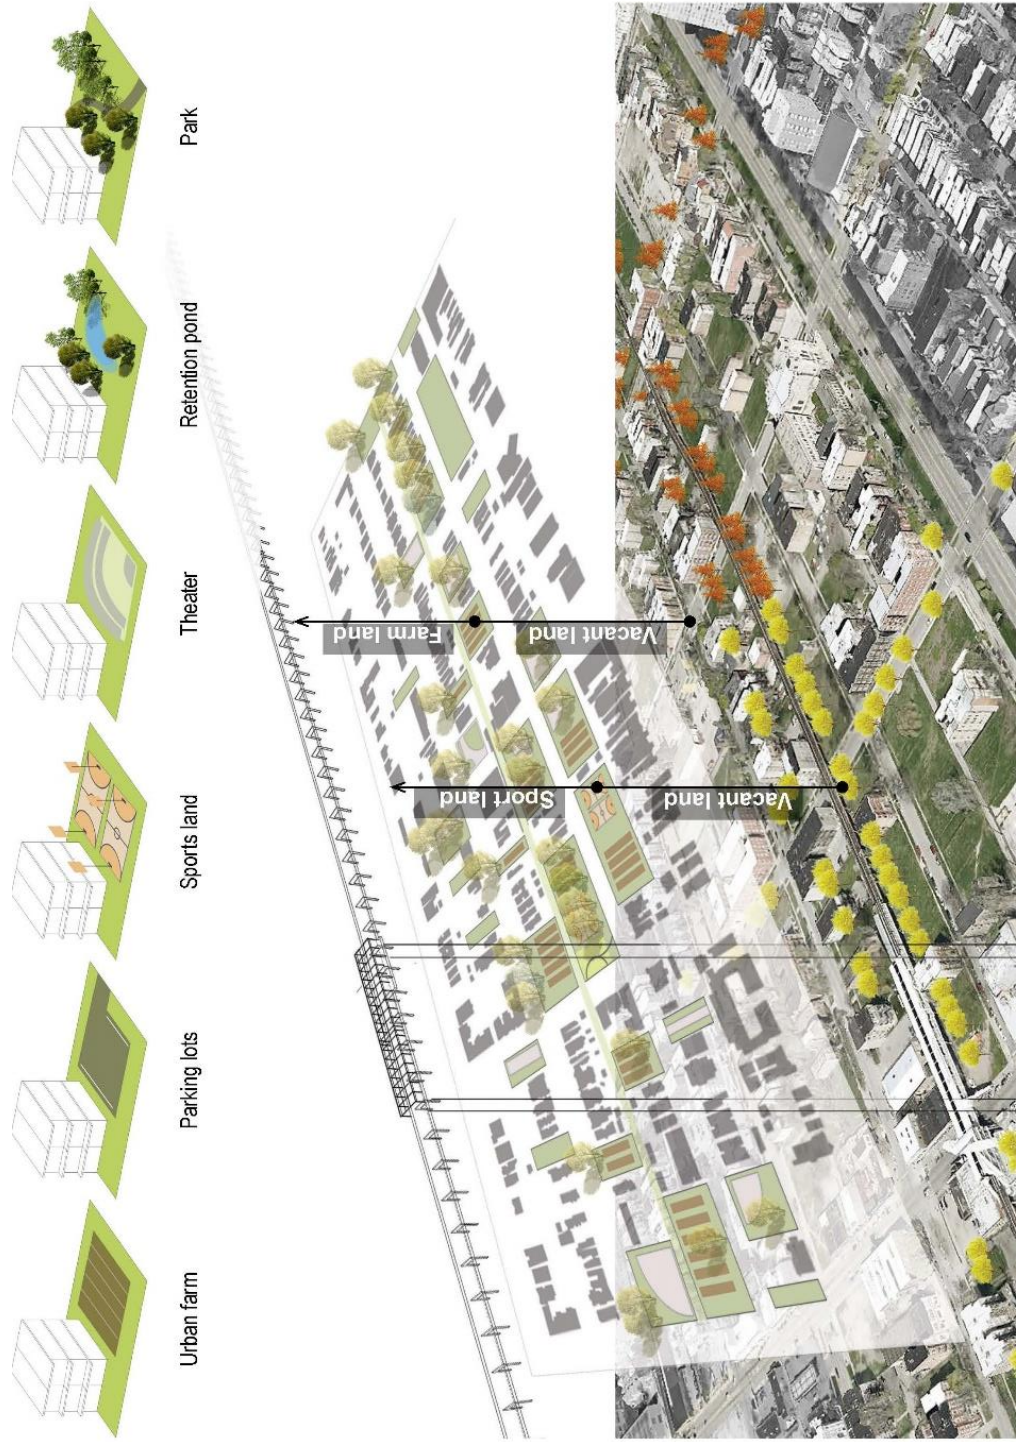 Urban farm
Parking lots
Sports land
Theater
Retention pond
Park
Sport land
Vacant land
Farm land
Vacant land